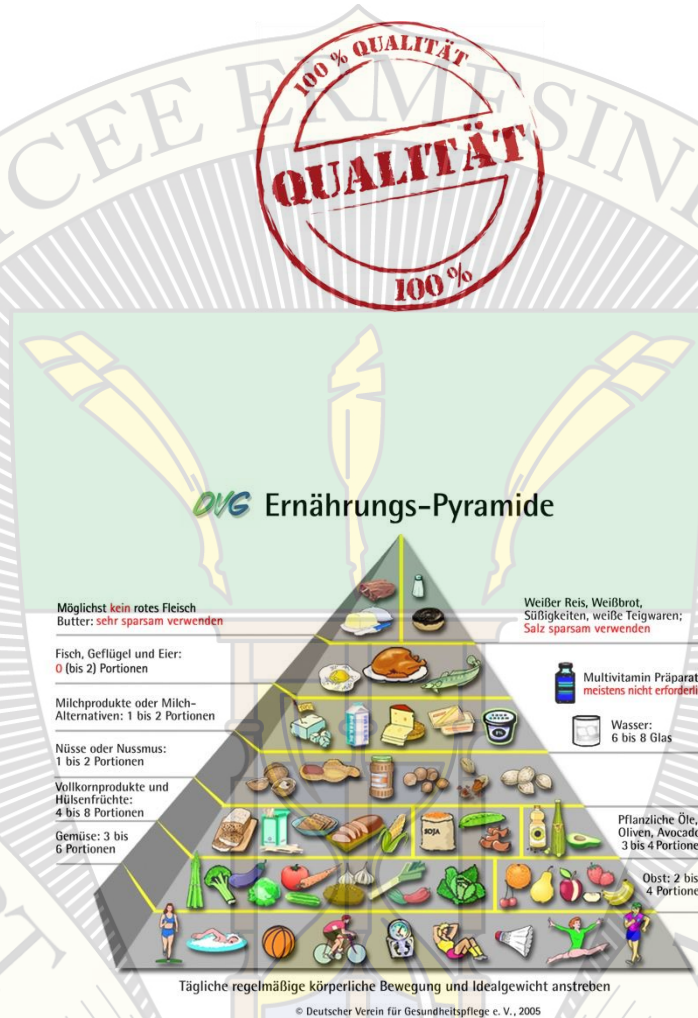 CEE ERMESIN
100 % QUALITÄT
QUALITÄT
100 %
DVG Ernährungs-Pyramide
Möglichst kein rotes Fleisch
Butter: sehr sparsam verwenden
Fisch, Geflügel und Eier:
0 (bis 2) Portionen
Milchprodukte oder Milch-
Alternativen: 1 bis 2 Portionen
Nüsse oder Nussmus:
1 bis 2 Portionen
Vollkornprodukte und
Hülsenfrüchte:
4 bis 8 Portionen
Gemüse: 3 bis
6 Portionen
Weißer Reis, Weißbrot,
Süßigkeiten, weiße Teigwaren;
Salz sparsam verwenden
Multivitamin Präparat
meistens nicht erforderli
Wasser:
6 bis 8 Glas
Pflanzliche Öle,
Oliven, Avocado
3 bis 4 Portione
Obst: 2 bis
4 Portione
SOJA
Tägliche regelmäßige körperliche Bewegung und Idealgewicht anstreben
© Deutscher Verein für Gesundheitspflege e. V., 2005